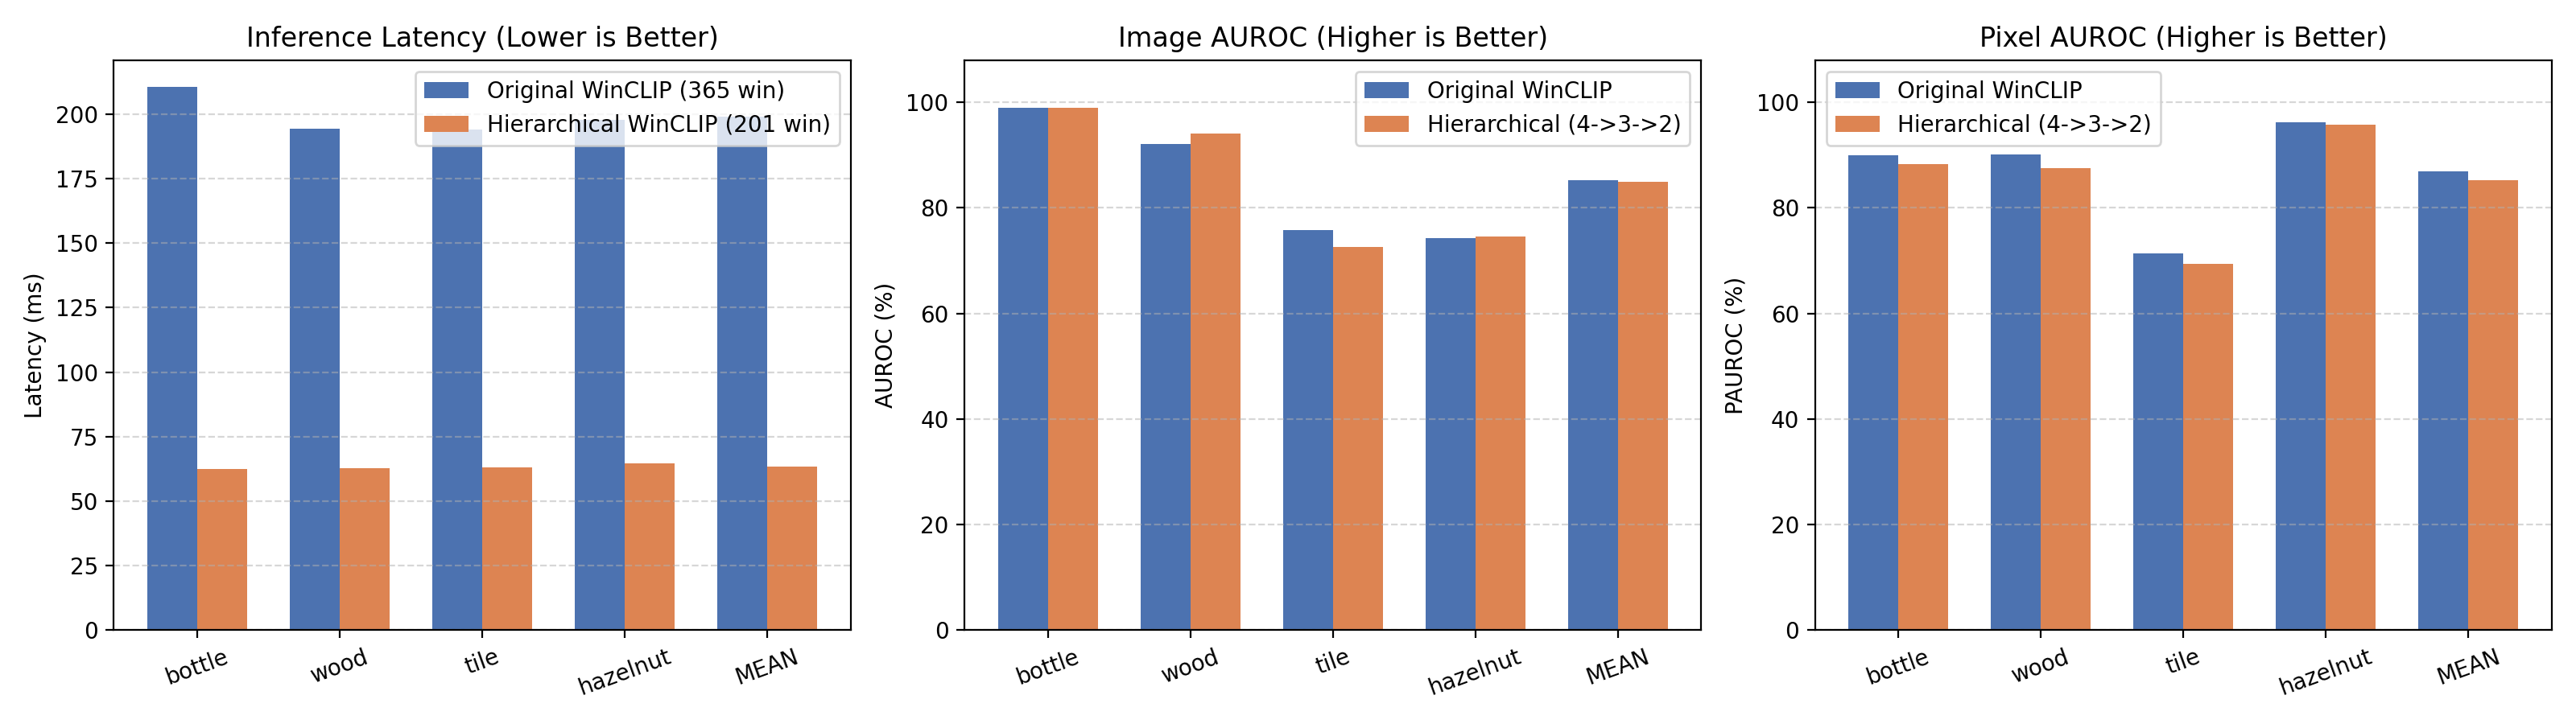 Inference Latency (Lower is Better)
Original WinCLIP (365 win)
Hierarchical WinCLIP (201 win)
Latency (ms)
200
175
150
125
100
75
50
25
0
bottle
wood
tile
hazelnut
MEAN
Image AUROC (Higher is Better)
Original WinCLIP
Hierarchical (4->3->2)
AUROC (%)
100
80
60
40
20
0
bottle
wood
tile
hazelnut
MEAN
Pixel AUROC (Higher is Better)
Original WinCLIP
Hierarchical (4->3->2)
PAUROC (%)
100
80
60
40
20
0
bottle
wood
tile
hazelnut
MEAN